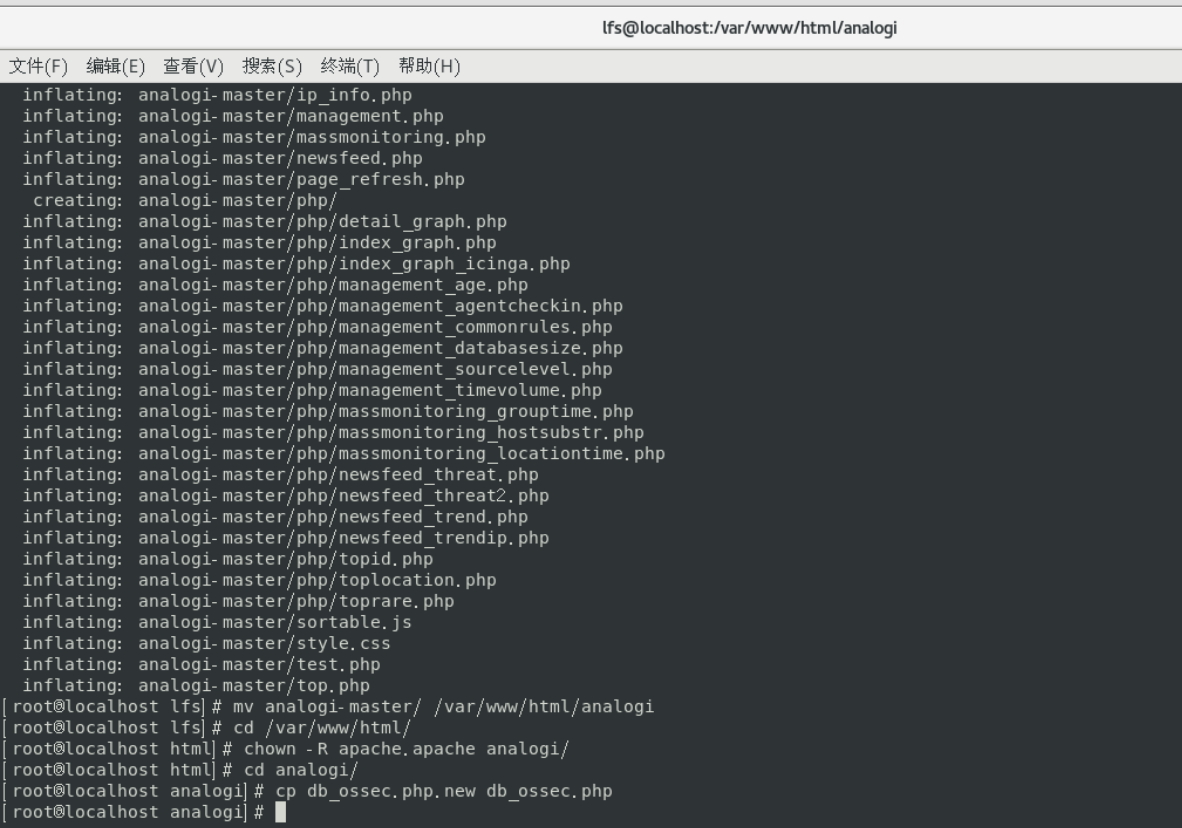 lfs@localhost:/var/www/html/analogi
文件(F) 编辑(E) 查看(V) 搜索(S) 终端(T) 帮助(H)
inflating: analogi-master/ip_info.php
inflating: analogi-master/management.php
inflating: analogi-master/massmonitoring.php
inflating: analogi-master/newsfeed.php
inflating: analogi-master/page_refresh.php
creating: analogi-master/php/
inflating: analogi-master/php/detail_graph.php
inflating: analogi-master/php/index_graph.php
inflating: analogi-master/php/index_graph_icinga.php
inflating: analogi-master/php/management_age.php
inflating: analogi-master/php/management_agentcheckin.php
inflating: analogi-master/php/management_commonrules.php
inflating: analogi-master/php/management_databasesize.php
inflating: analogi-master/php/management_sourcelevel.php
inflating: analogi-master/php/management_timevolume.php
inflating: analogi-master/php/massmonitoring_grouptime.php
inflating: analogi-master/php/massmonitoring_hostsubstr.php
inflating: analogi-master/php/massmonitoring_locationtime.php
inflating: analogi-master/php/newsfeed_threat.php
inflating: analogi-master/php/newsfeed_threat2.php
inflating: analogi-master/php/newsfeed_trend.php
inflating: analogi-master/php/newsfeed_trendip.php
inflating: analogi-master/php/topid.php
inflating: analogi-master/php/toplocation.php
inflating: analogi-master/php/toprare.php
inflating: analogi-master/sortable.js
inflating: analogi-master/style.css
inflating: analogi-master/test.php
inflating: analogi-master/top.php
[root@localhost lfs]# mv analogi-master/ /var/www/html/analogi
[root@localhost lfs]# cd /var/www/html/
[root@localhost html]# chown -R apache.apache analogi/
[root@localhost html]# cd analogi/
[root@localhost analogi]# cp db_ossec.php.new db_ossec.php
[root@localhost analogi]#